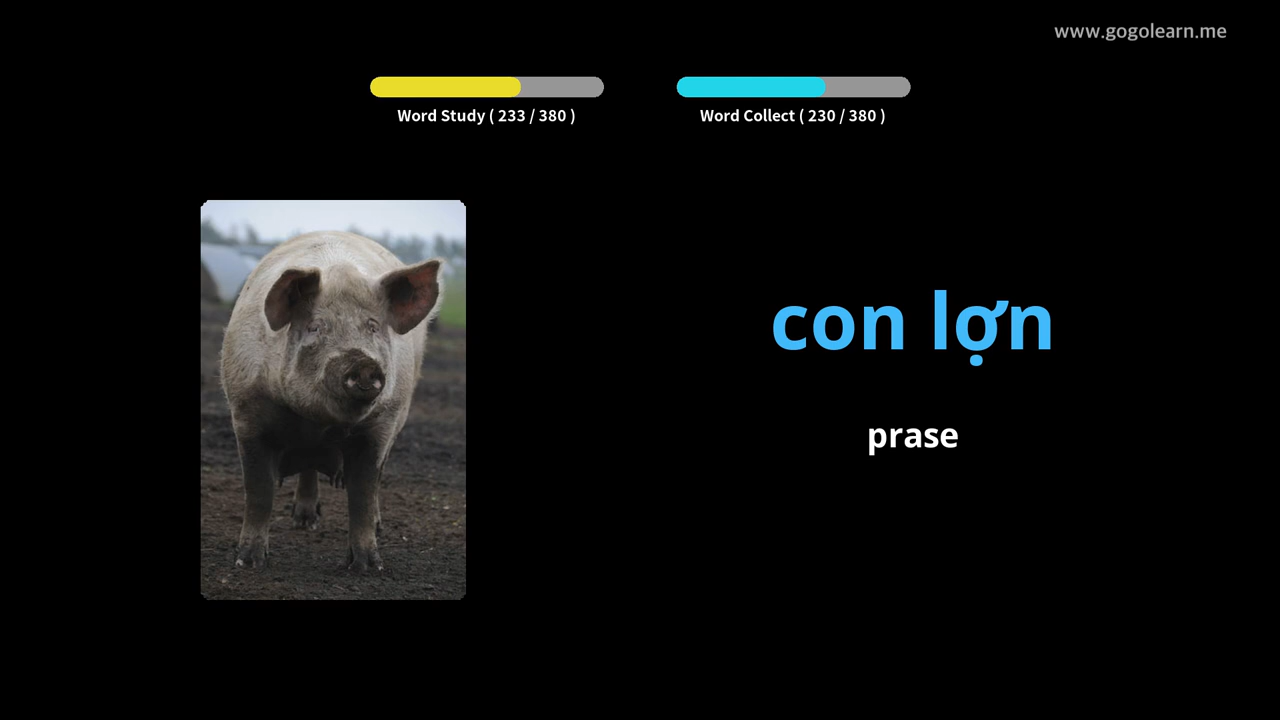 www.gogolearn.me
Word Study ( 233 / 380 )
Word Collect ( 230 / 380 )
con lợn
prase